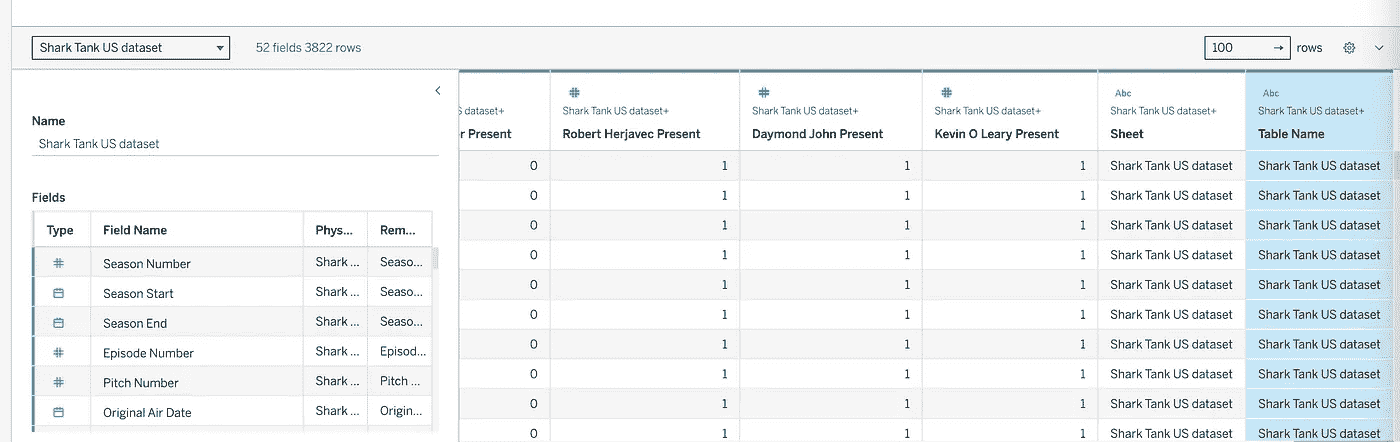 Shark Tank US dataset 52 fields 3822 rows 100 → rows
Name
Shark Tank US dataset
Fields
Type Field Name Phys... Rem...
Season Number Shark ... Seaso...
Season Start Shark ... Seaso...
Season End Shark ... Seaso...
Episode Number Shark ... Episod...
Pitch Number Shark ... Pitch ...
Original Air Date Shark ... Origin...
# # # Abc Abc
S dataset+ Shark Tank US dataset+ Shark Tank US dataset+ Shark Tank US dataset+ Shark Tank US dataset+ Shark Tank US dataset+
r Present Robert Herjavec Present Daymond John Present Kevin O Leary Present Sheet Table Name
0 1 1 1 Shark Tank US dataset Shark Tank US dataset
0 1 1 1 Shark Tank US dataset Shark Tank US dataset
0 1 1 1 Shark Tank US dataset Shark Tank US dataset
0 1 1 1 Shark Tank US dataset Shark Tank US dataset
0 1 1 1 Shark Tank US dataset Shark Tank US dataset
0 1 1 1 Shark Tank US dataset Shark Tank US dataset
0 1 1 1 Shark Tank US dataset Shark Tank US dataset
0 1 1 1 Shark Tank US dataset Shark Tank US dataset
0 1 1 1 Shark Tank US dataset Shark Tank US dataset
0 1 1 1 Shark Tank US dataset Shark Tank US dataset